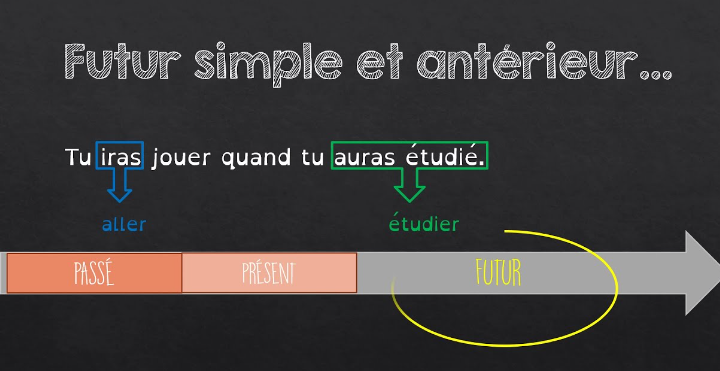 Futur simple et antérieur...
Tu iras jouer quand tu auras étudié.
aller étudier
PASSÉ PRÉSENT FUTUR